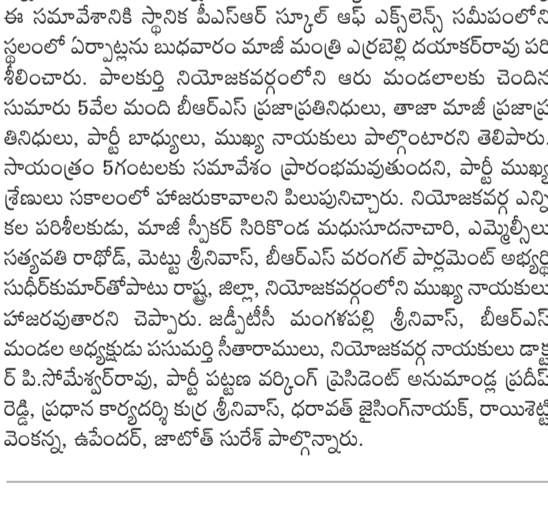 ఈ సమావేశానికి స్థానిక పీఎస్ఆర్ స్కూల్ ఆఫ్ ఎక్స్‌లెన్స్ సమీపంలోని
స్థలంలో ఏర్పాట్లను బుధవారం మాజీ మంత్రి ఎర్రబెల్లి దయాకర్‌రావు పరి
శీలించారు. పాలకుర్తి నియోజకవర్గంలోని ఆరు మండలాలకు చెందిన
సుమారు 5వేల మంది బీఆర్ఎస్ ప్రజాప్రతినిధులు, తాజా మాజీ ప్రజాప్ర
తినిధులు, పార్టీ బాధ్యులు, ముఖ్య నాయకులు పాల్గొంటారని తెలిపారు.
సాయంత్రం 5గంటలకు సమావేశం ప్రారంభమవుతుందని, పార్టీ ముఖ్య
శ్రేణులు సకాలంలో హాజరుకావాలని పిలుపునిచ్చారు. నియోజకవర్గ ఎన్ని
కల పరిశీలకుడు, మాజీ స్పీకర్ సిరికొండ మధుసూదనాచారి, ఎమ్మెల్సీలు
సత్యవతి రాథోడ్, మెట్టు శ్రీనివాస్, బీఆర్ఎస్ వరంగల్ పార్లమెంట్ అభ్యర్థి
సుధీర్‌కుమార్‌తోపాటు రాష్ట్ర, జిల్లా, నియోజకవర్గంలోని ముఖ్య నాయకులు
హాజరవుతారని చెప్పారు. జడ్పీటీసీ మంగళపల్లి శ్రీనివాస్, బీఆర్ఎస్
మండల అధ్యక్షుడు పసుమర్తి సీతారాములు, నియోజకవర్గ నాయకులు డాక్ట
ర్ పి.సోమేశ్వర్‌రావు, పార్టీ పట్టణ వర్కింగ్ ప్రెసిడెంట్ అనుమాండ్ల ప్రదీప్
రెడ్డి, ప్రధాన కార్యదర్శి కుర్ర శ్రీనివాస్, ధరావత్ జైసింగ్‌నాయక్, రాయిశెట్టి
వెంకన్న, ఉపేందర్, జాటోత్ సురేశ్ పాల్గొన్నారు.